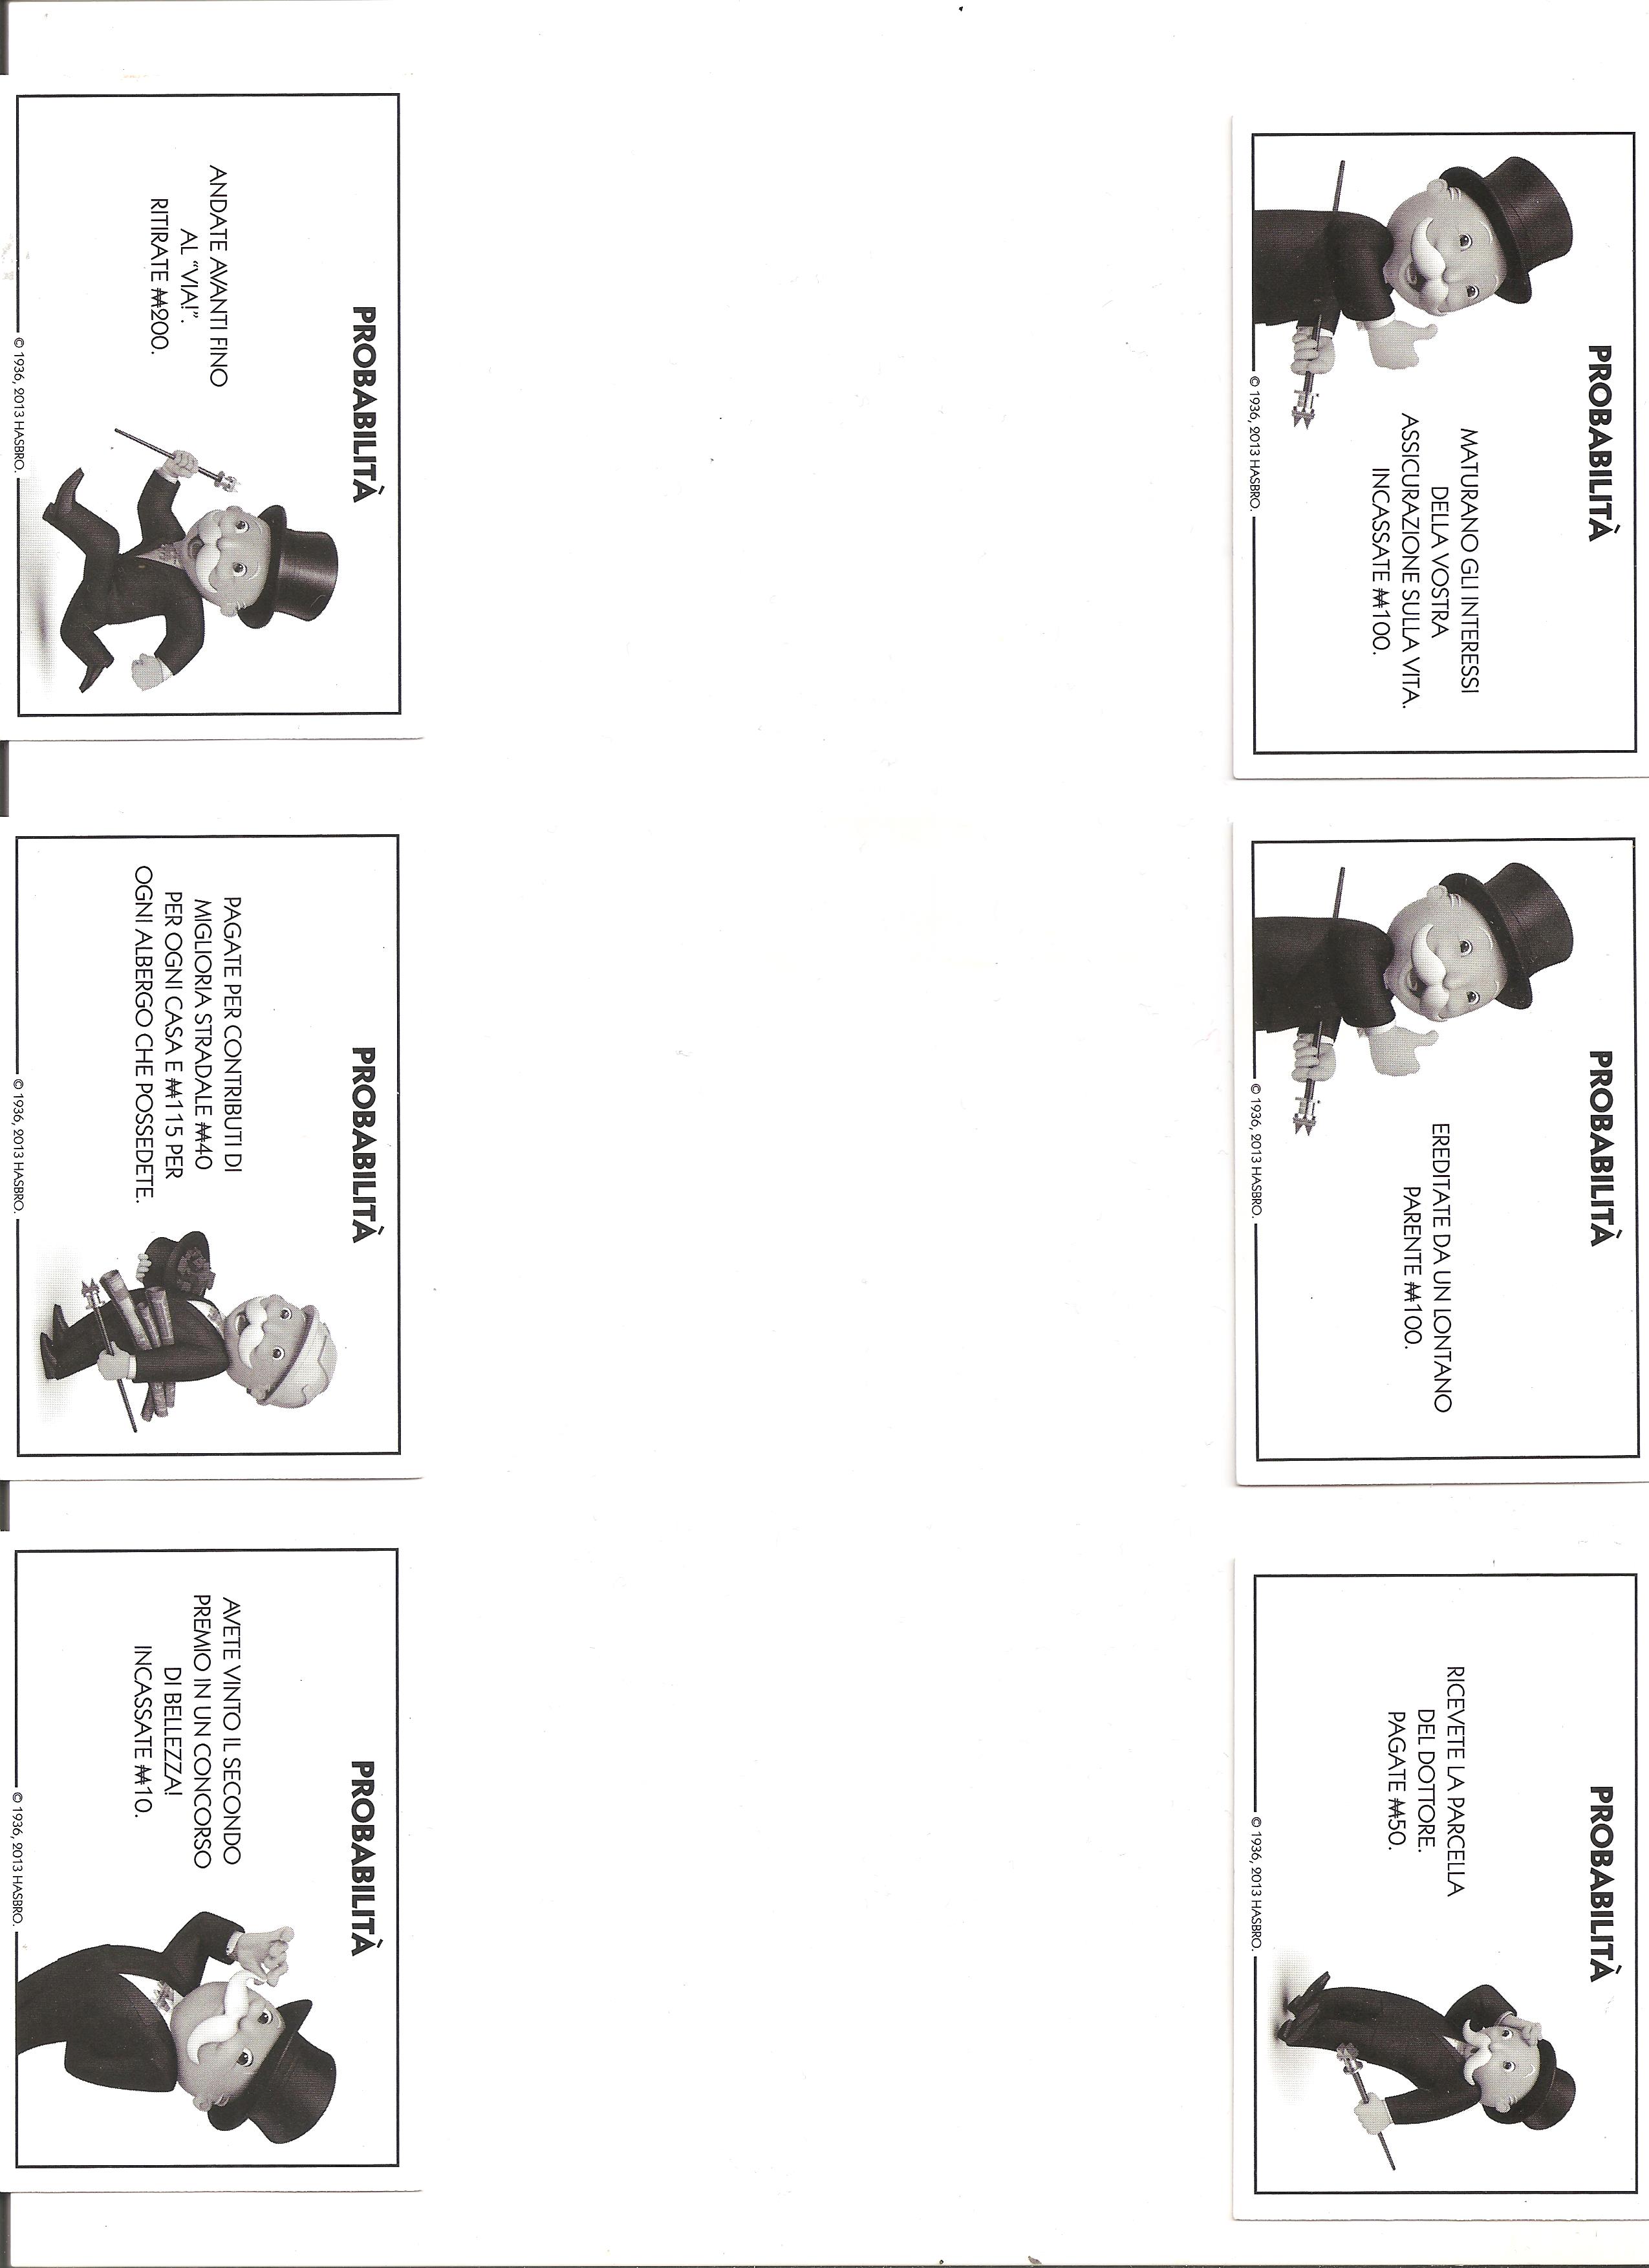 PROBABILITÀ
MATURANO GLI INTERESSI
DELLA VOSTRA
ASSICURAZIONE SULLA VITA.
INCASSATE ₩100.
© 1936, 2013 HASBRO.
PROBABILITÀ
EREDITATE DA UN LONTANO
PARENTE ₩100.
© 1936, 2013 HASBRO.
PROBABILITÀ
RICEVETE LA PARCELLA
DEL DOTTORE.
PAGATE ₩50.
© 1936, 2013 HASBRO.
PROBABILITÀ
ANDATE AVANTI FINO
AL “VIA!”.
RITIRATE ₩200.
© 1936, 2013 HASBRO.
PROBABILITÀ
PAGATE PER CONTRIBUTI DI
MIGLIORIA STRADALE ₩40
PER OGNI CASA E ₩115 PER
OGNI ALBERGO CHE POSSEDETE.
© 1936, 2013 HASBRO.
PROBABILITÀ
AVETE VINTO IL SECONDO
PREMIO IN UN CONCORSO
DI BELLEZZA!
INCASSATE ₩10.
© 1936, 2013 HASBRO.